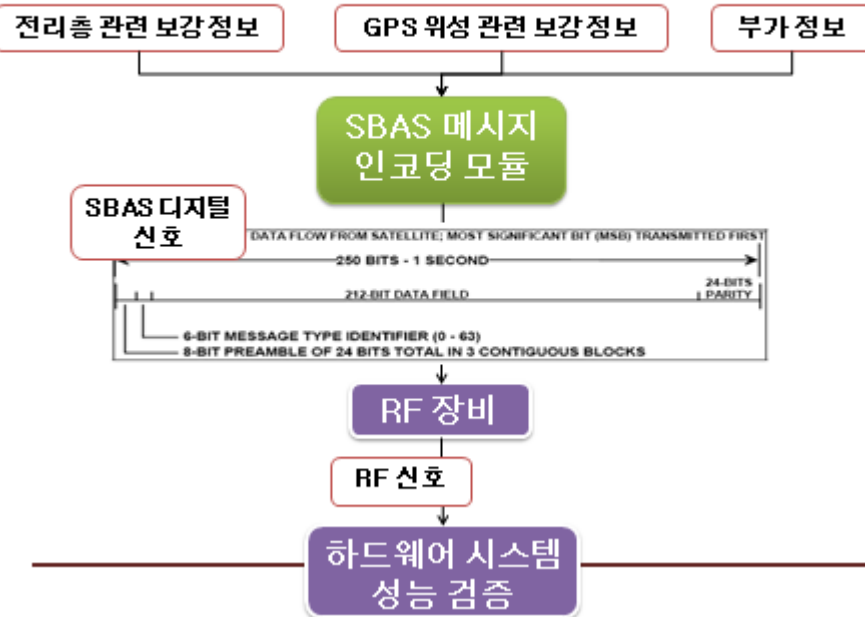 전리층 관련 보강 정보
GPS 위성 관련 보강 정보
부가 정보
SBAS 메시지
인코딩 모듈
SBAS 디지털
신호
DATA FLOW FROM SATELLITE; MOST SIGNIFICANT BIT (MSB) TRANSMITTED FIRST
250 BITS - 1 SECOND
212-BIT DATA FIELD
24-BITS
PARITY
6-BIT MESSAGE TYPE IDENTIFIER (0 - 63)
8-BIT PREAMBLE OF 24 BITS TOTAL IN 3 CONTIGUOUS BLOCKS
RF 장비
RF 신호
하드웨어 시스템
성능 검증